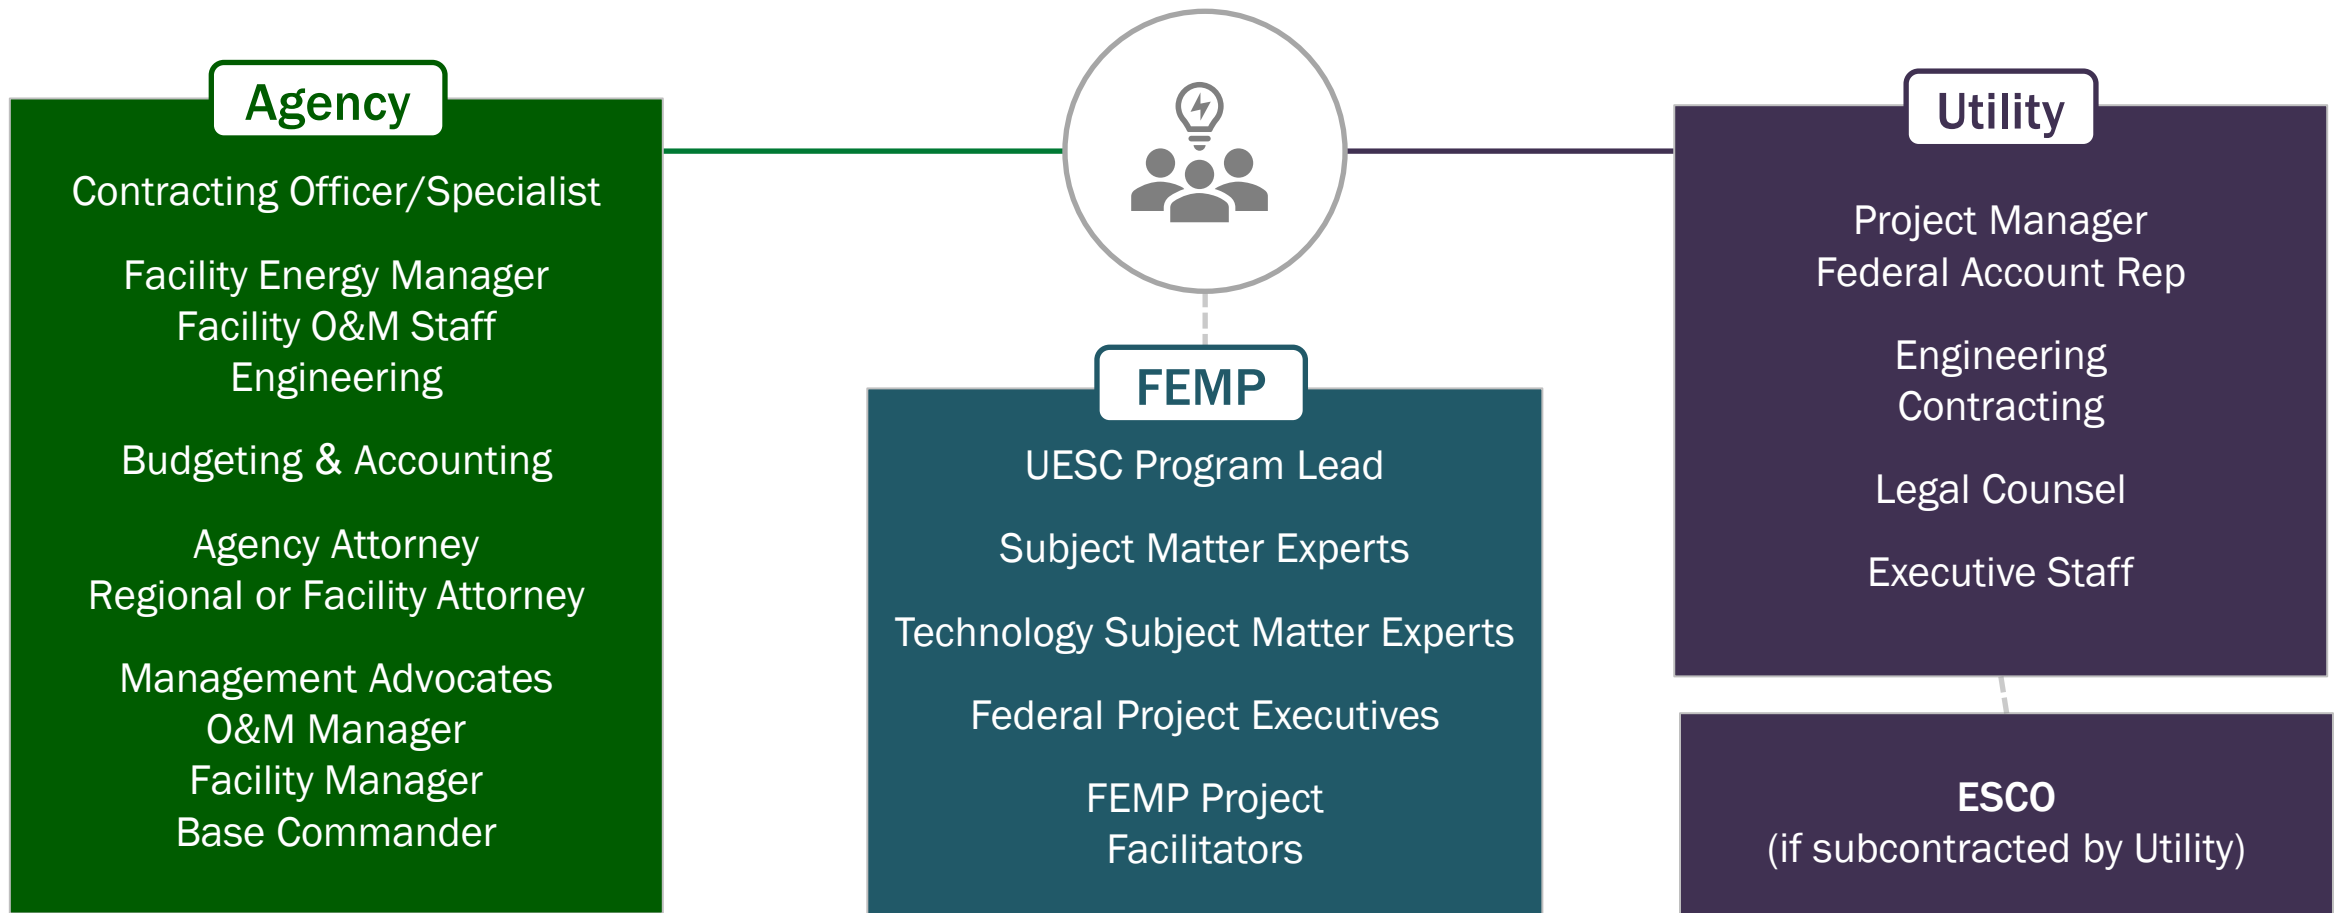 Agency
Contracting Officer/Specialist
Facility Energy Manager
Facility O&M Staff
Engineering
Budgeting & Accounting
Agency Attorney
Regional or Facility Attorney
Management Advocates
O&M Manager
Facility Manager
Base Commander
FEMP
UESC Program Lead
Subject Matter Experts
Technology Subject Matter Experts
Federal Project Executives
FEMP Project
Facilitators
Utility
Project Manager
Federal Account Rep
Engineering
Contracting
Legal Counsel
Executive Staff
ESCO
(if subcontracted by Utility)